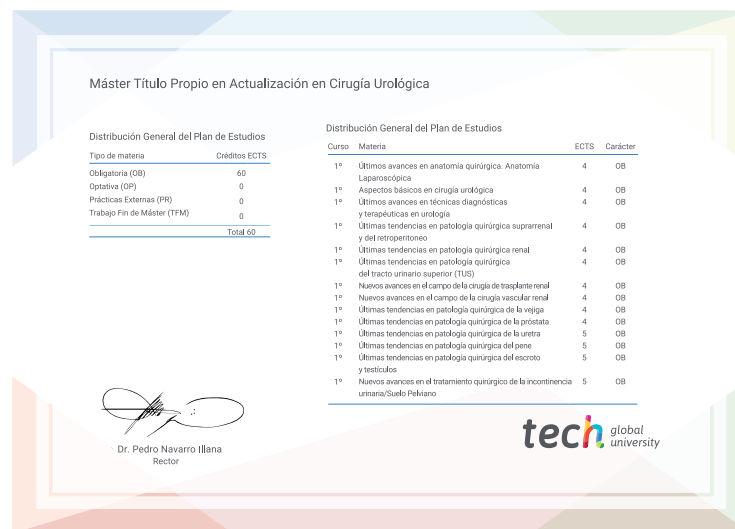 Máster Título Propio en Actualización en Cirugía Urológica
Distribución General del Plan de Estudios
Tipo de materia Créditos ECTS
Obligatoria (OB) 60
Optativa (OP) 0
Prácticas Externas (PR) 0
Trabajo Fin de Máster (TFM) 0
Total 60
Distribución General del Plan de Estudios
Curso Materia ECTS Carácter
1º Últimos avances en anatomía quirúrgica. Anatomía 4 OB
Laparoscópica
1º Aspectos básicos en cirugía urológica 4 OB
1º Últimos avances en técnicas diagnósticas 4 OB
y terapéuticas en urología
1º Últimas tendencias en patología quirúrgica suprarrenal 4 OB
y del retroperitoneo
1º Últimas tendencias en patología quirúrgica renal 4 OB
1º Últimas tendencias en patología quirúrgica 4 OB
del tracto urinario superior (TUS)
1º Nuevos avances en el campo de la cirugía de trasplante renal 4 OB
1º Nuevos avances en el campo de la cirugía vascular renal 4 OB
1º Últimas tendencias en patología quirúrgica de la vejiga 4 OB
1º Últimas tendencias en patología quirúrgica de la próstata 4 OB
1º Últimas tendencias en patología quirúrgica de la uretra 5 OB
1º Últimas tendencias en patología quirúrgica del pene 5 OB
1º Últimas tendencias en patología quirúrgica del escroto 5 OB
y testículos
1º Nuevos avances en el tratamiento quirúrgico de la incontinencia 5 OB
urinaria/Suelo Pelviano
Dr. Pedro Navarro Illana
Rector
tech global
university